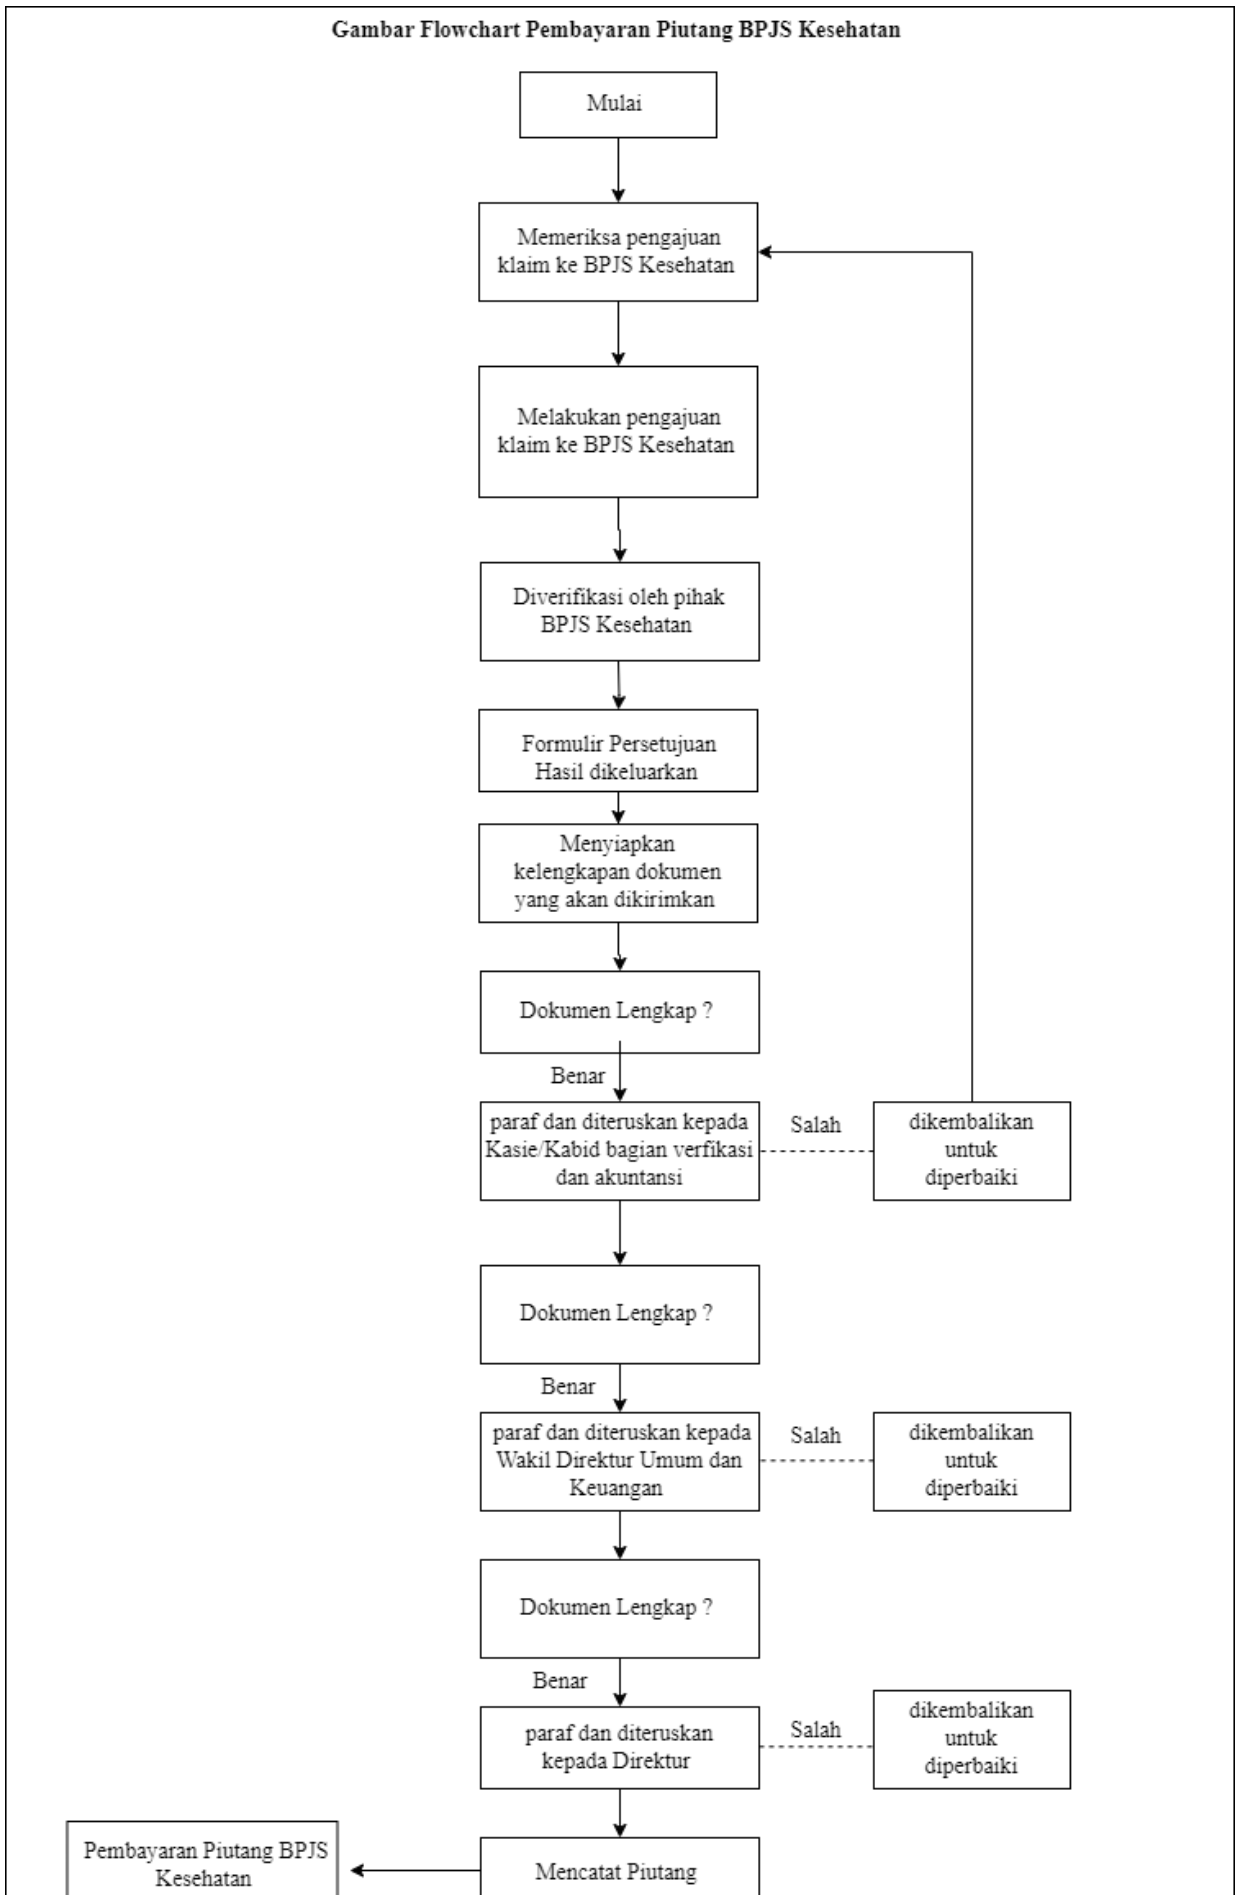 Gambar Flowchart Pembayaran Piutang BPJS Kesehatan
Mulai
Memeriksa pengajuan
klaim ke BPJS Kesehatan
Melakukan pengajuan
klaim ke BPJS Kesehatan
Diverifikasi oleh pihak
BPJS Kesehatan
Formulir Persetujuan
Hasil dikeluarkan
Menyiapkan
kelengkapan dokumen
yang akan dikirimkan
Dokumen Lengkap ?
Benar
paraf dan diteruskan kepada
Kasie/Kabid bagian verfikasi
dan akuntansi
Salah
dikembalikan
untuk
diperbaiki
Dokumen Lengkap ?
Benar
paraf dan diteruskan kepada
Wakil Direktur Umum dan
Keuangan
Salah
dikembalikan
untuk
diperbaiki
Dokumen Lengkap ?
Benar
paraf dan diteruskan
kepada Direktur
Salah
dikembalikan
untuk
diperbaiki
Mencatat Piutang
Pembayaran Piutang BPJS
Kesehatan